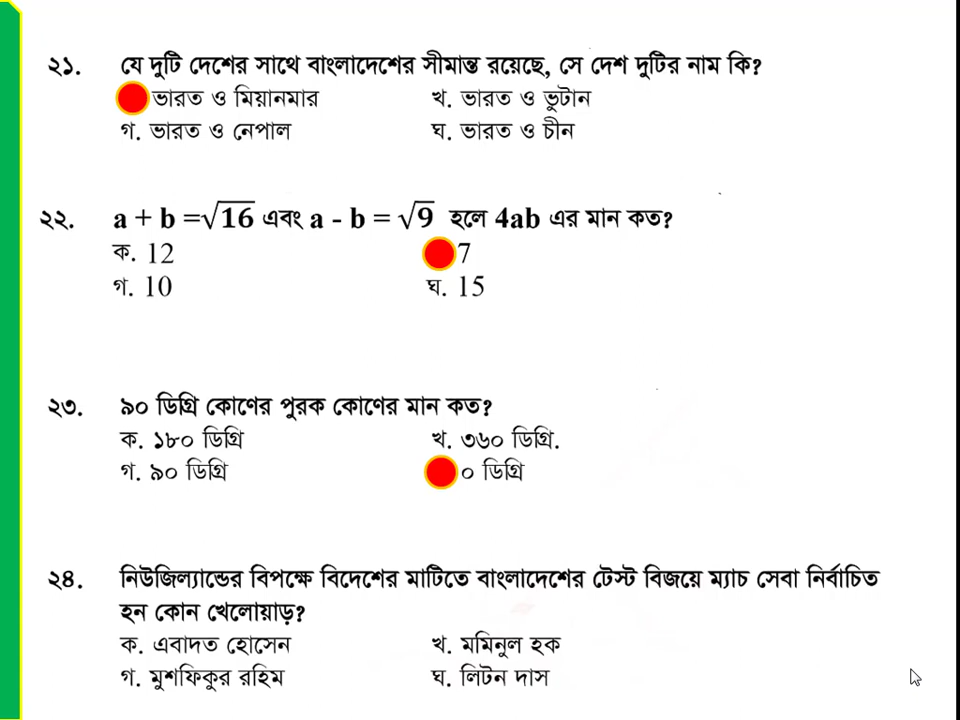 ২১. যে দুটি দেশের সাথে বাংলাদেশের সীমান্ত রয়েছে, সে দেশ দুটির নাম কি?
ভারত ও মিয়ানমার খ. ভারত ও ভুটান
গ. ভারত ও নেপাল ঘ. ভারত ও চীন
২২. a + b =√16 এবং a - b = √9 হলে 4ab এর মান কত?
ক. 12 7
গ. 10 ঘ. 15
২৩. ৯০ ডিগ্রি কোণের পুরক কোণের মান কত?
ক. ১৮০ ডিগ্রি খ. ৩৬০ ডিগ্রি.
গ. ৯০ ডিগ্রি ০ ডিগ্রি
২৪. নিউজিল্যান্ডের বিপক্ষে বিদেশের মাটিতে বাংলাদেশের টেস্ট বিজয়ে ম্যাচ সেবা নির্বাচিত
হন কোন খেলোয়াড়?
ক. এবাদত হোসেন খ. মমিনুল হক
গ. মুশফিকুর রহিম ঘ. লিটন দাস